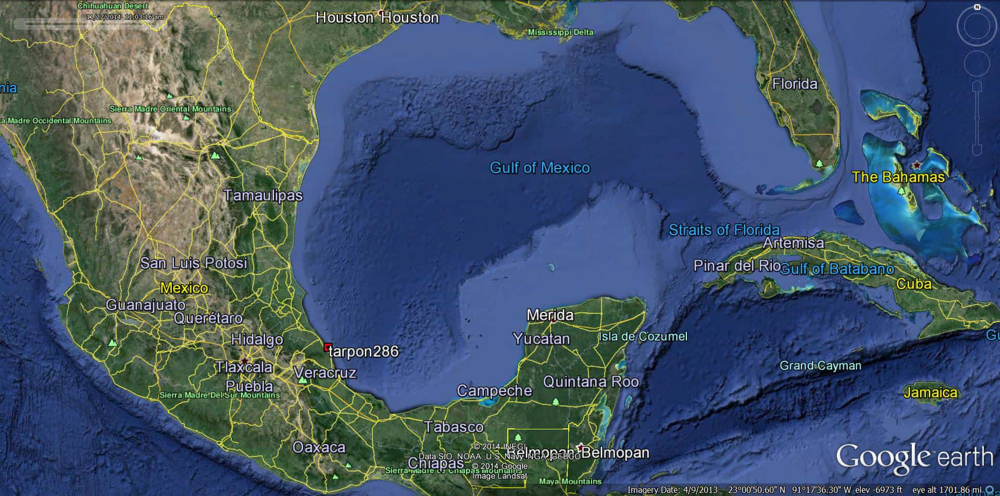 Chihuahuan Desert
11/27/2014 11:03:16 am
Houston Houston
Mississippi Delta
N
Florida
nia
Sierra Madre Oriental Mountains
a Madre Occidental Mountains
Gulf of Mexico
The Bahamas
Tamaulipas
Straits of Florida
Artemisa
San Luis Potosi
Pinar del Rio
Gulf of Batabano
Mexico
Cuba
Guanajuato
Querétaro
Merida
Hidalgo
Yucatan
Isla de Cozumel
Gu
tarpon286
Grand Cayman
Tlaxcala
Veracruz
Puebla
Quintana Roo
Campeche
Jamaica
Sierra Madre Del Sur Mountains
Tabasco
Oaxaca
© 2014 INEGI
Belmopan Belmopan
Data SIO, NOAA, U.S. Navy, NGA, GEBCO
Chiapas
© 2014 Google
Sierra Madre de Chiapas Mountains
Image Landsat
Maya Mountains
Google™ earth
Imagery Date: 4/9/2013 23°00'50.60" N 91°17'36.30" W elev -6973 ft eye alt 1701.86 mi